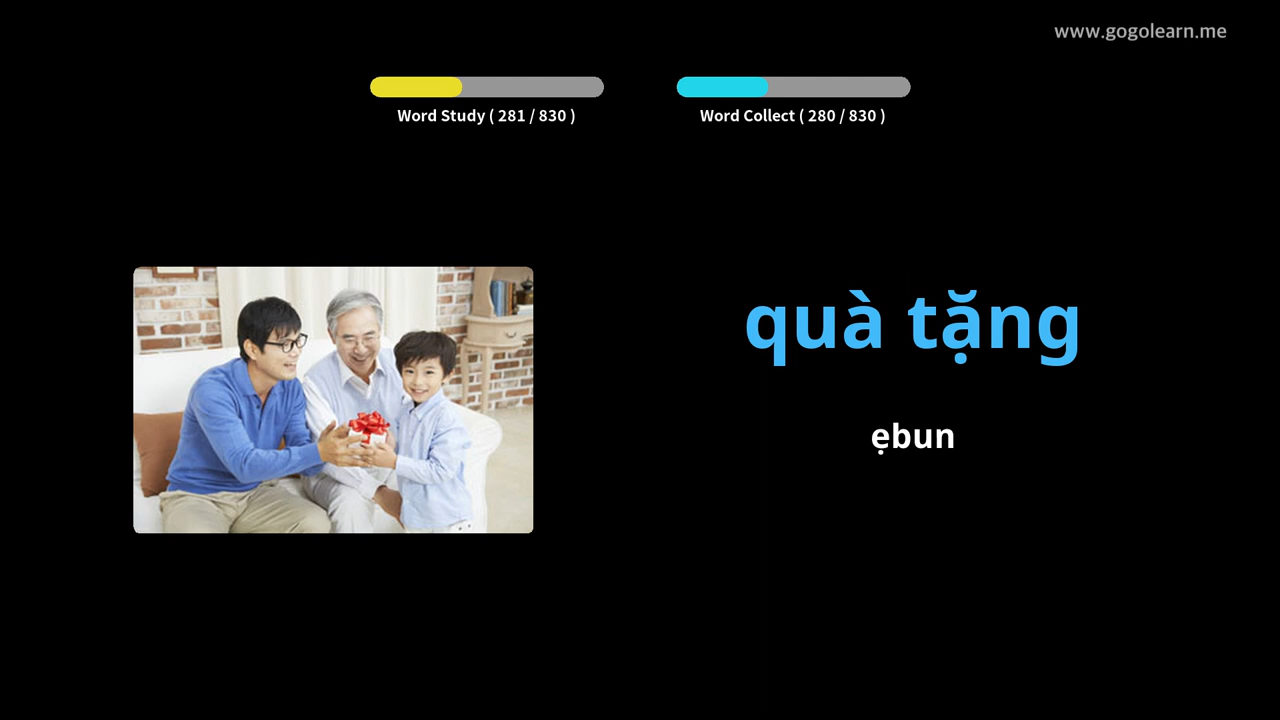 www.gogolearn.me
Word Study ( 281 / 830 )
Word Collect ( 280 / 830 )
quà tặng
ẹbun